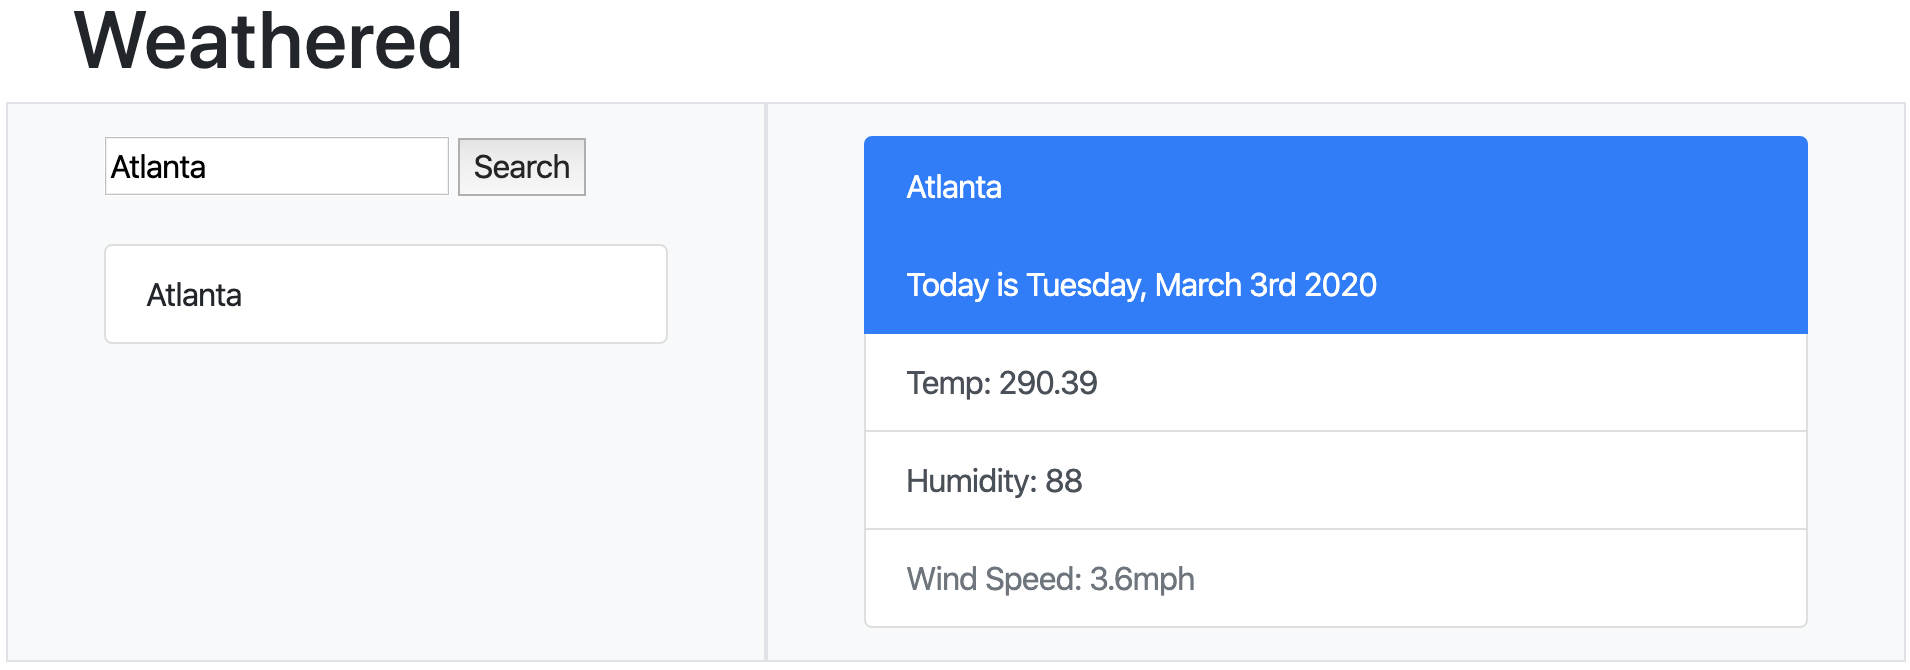 Weathered
Atlanta
Search
Atlanta
Atlanta
Today is Tuesday, March 3rd 2020
Temp: 290.39
Humidity: 88
Wind Speed: 3.6mph